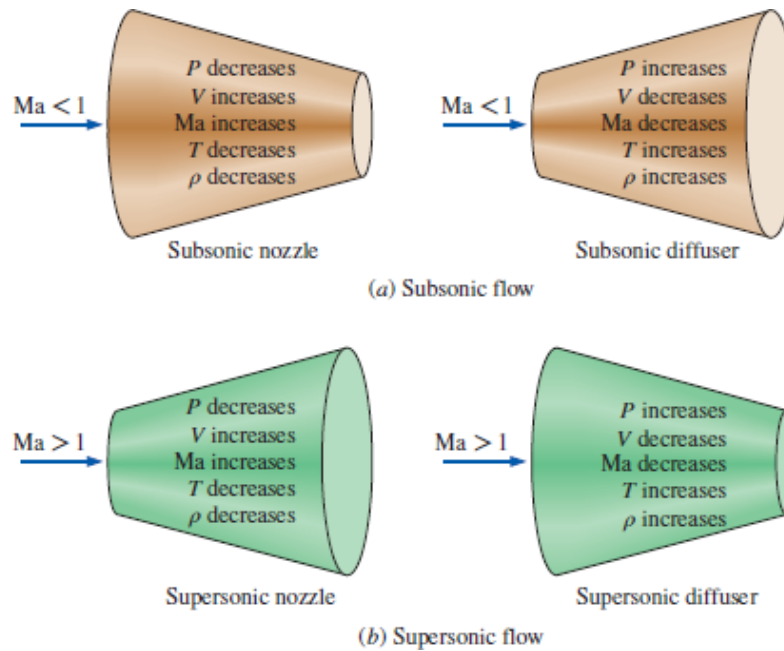 P decreases
V increases
Ma < 1
Ma increases
T decreases
ρ decreases
Subsonic nozzle
P increases
V decreases
Ma < 1
Ma decreases
T increases
ρ increases
Subsonic diffuser
(a) Subsonic flow
P decreases
V increases
Ma > 1
Ma increases
T decreases
ρ decreases
Supersonic nozzle
P increases
V decreases
Ma > 1
Ma decreases
T increases
ρ increases
Supersonic diffuser
(b) Supersonic flow